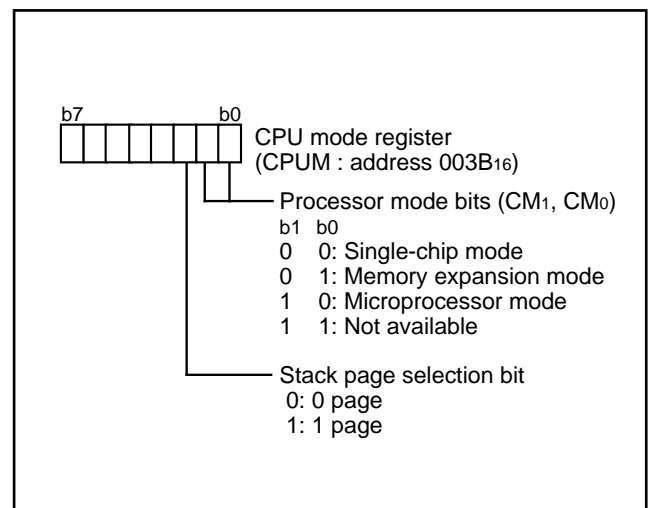 b7 b0
CPU mode register
(CPUM : address 003B₁₆)
Processor mode bits (CM₁, CM₀)
b1 b0
0 0: Single-chip mode
0 1: Memory expansion mode
1 0: Microprocessor mode
1 1: Not available
Stack page selection bit
0: 0 page
1: 1 page